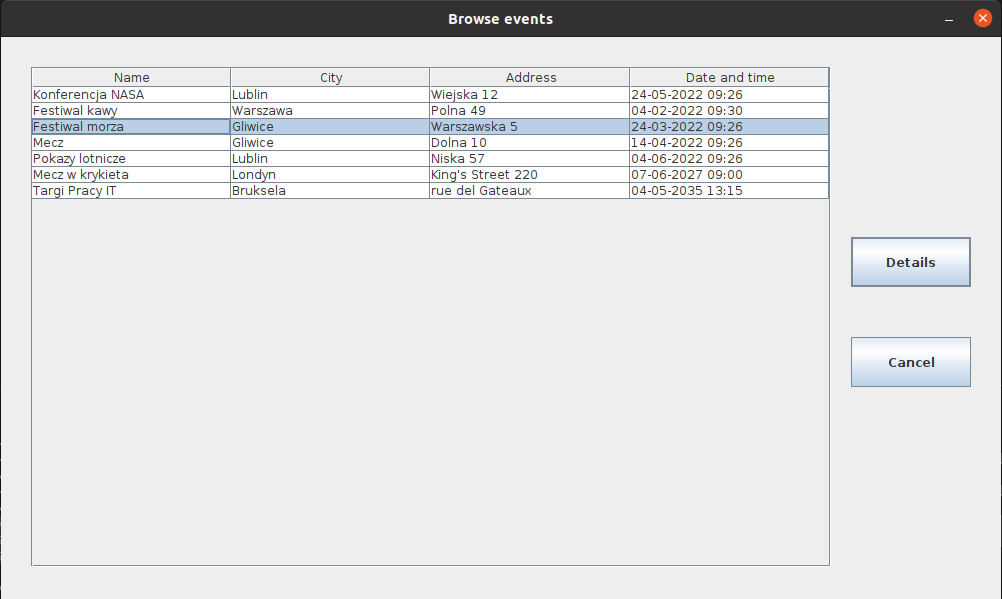 Browse events
Name City Address Date and time
Konferencja NASA Lublin Wiejska 12 24-05-2022 09:26
Festiwal kawy Warszawa Polna 49 04-02-2022 09:30
Festiwal morza Gliwice Warszawska 5 24-03-2022 09:26
Mecz Gliwice Dolna 10 14-04-2022 09:26
Pokazy lotnicze Lublin Niska 57 04-06-2022 09:26
Mecz w krykieta Londyn King's Street 220 07-06-2027 09:00
Targi Pracy IT Bruksela rue del Gateaux 04-05-2035 13:15
Details
Cancel